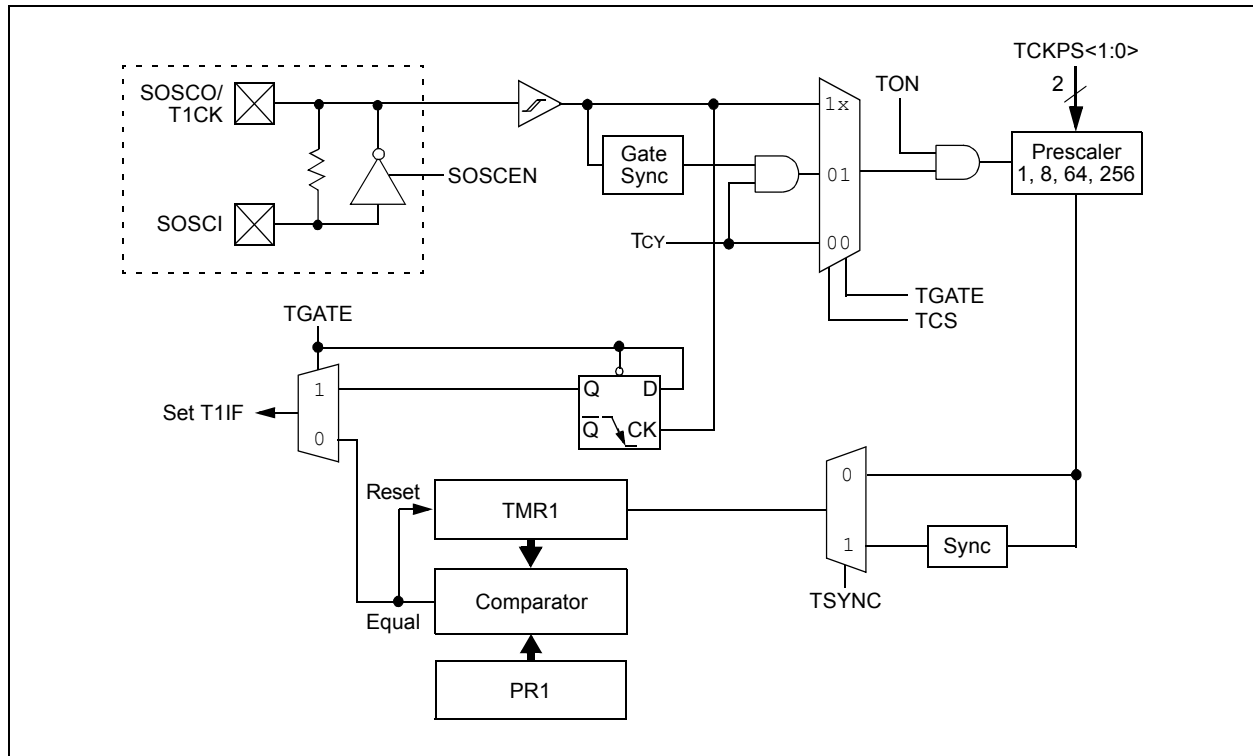 TCKPS<1:0>
SOSCO/
T1CK
TON
2
1x
Gate
Sync
Prescaler
1, 8, 64, 256
SOSCEN
01
SOSCI
TCY
00
TGATE
TCS
TGATE
1
Q
D
Set T1IF
Q
CK
0
Reset
TMR1
0
1
Sync
Comparator
TSYNC
Equal
PR1